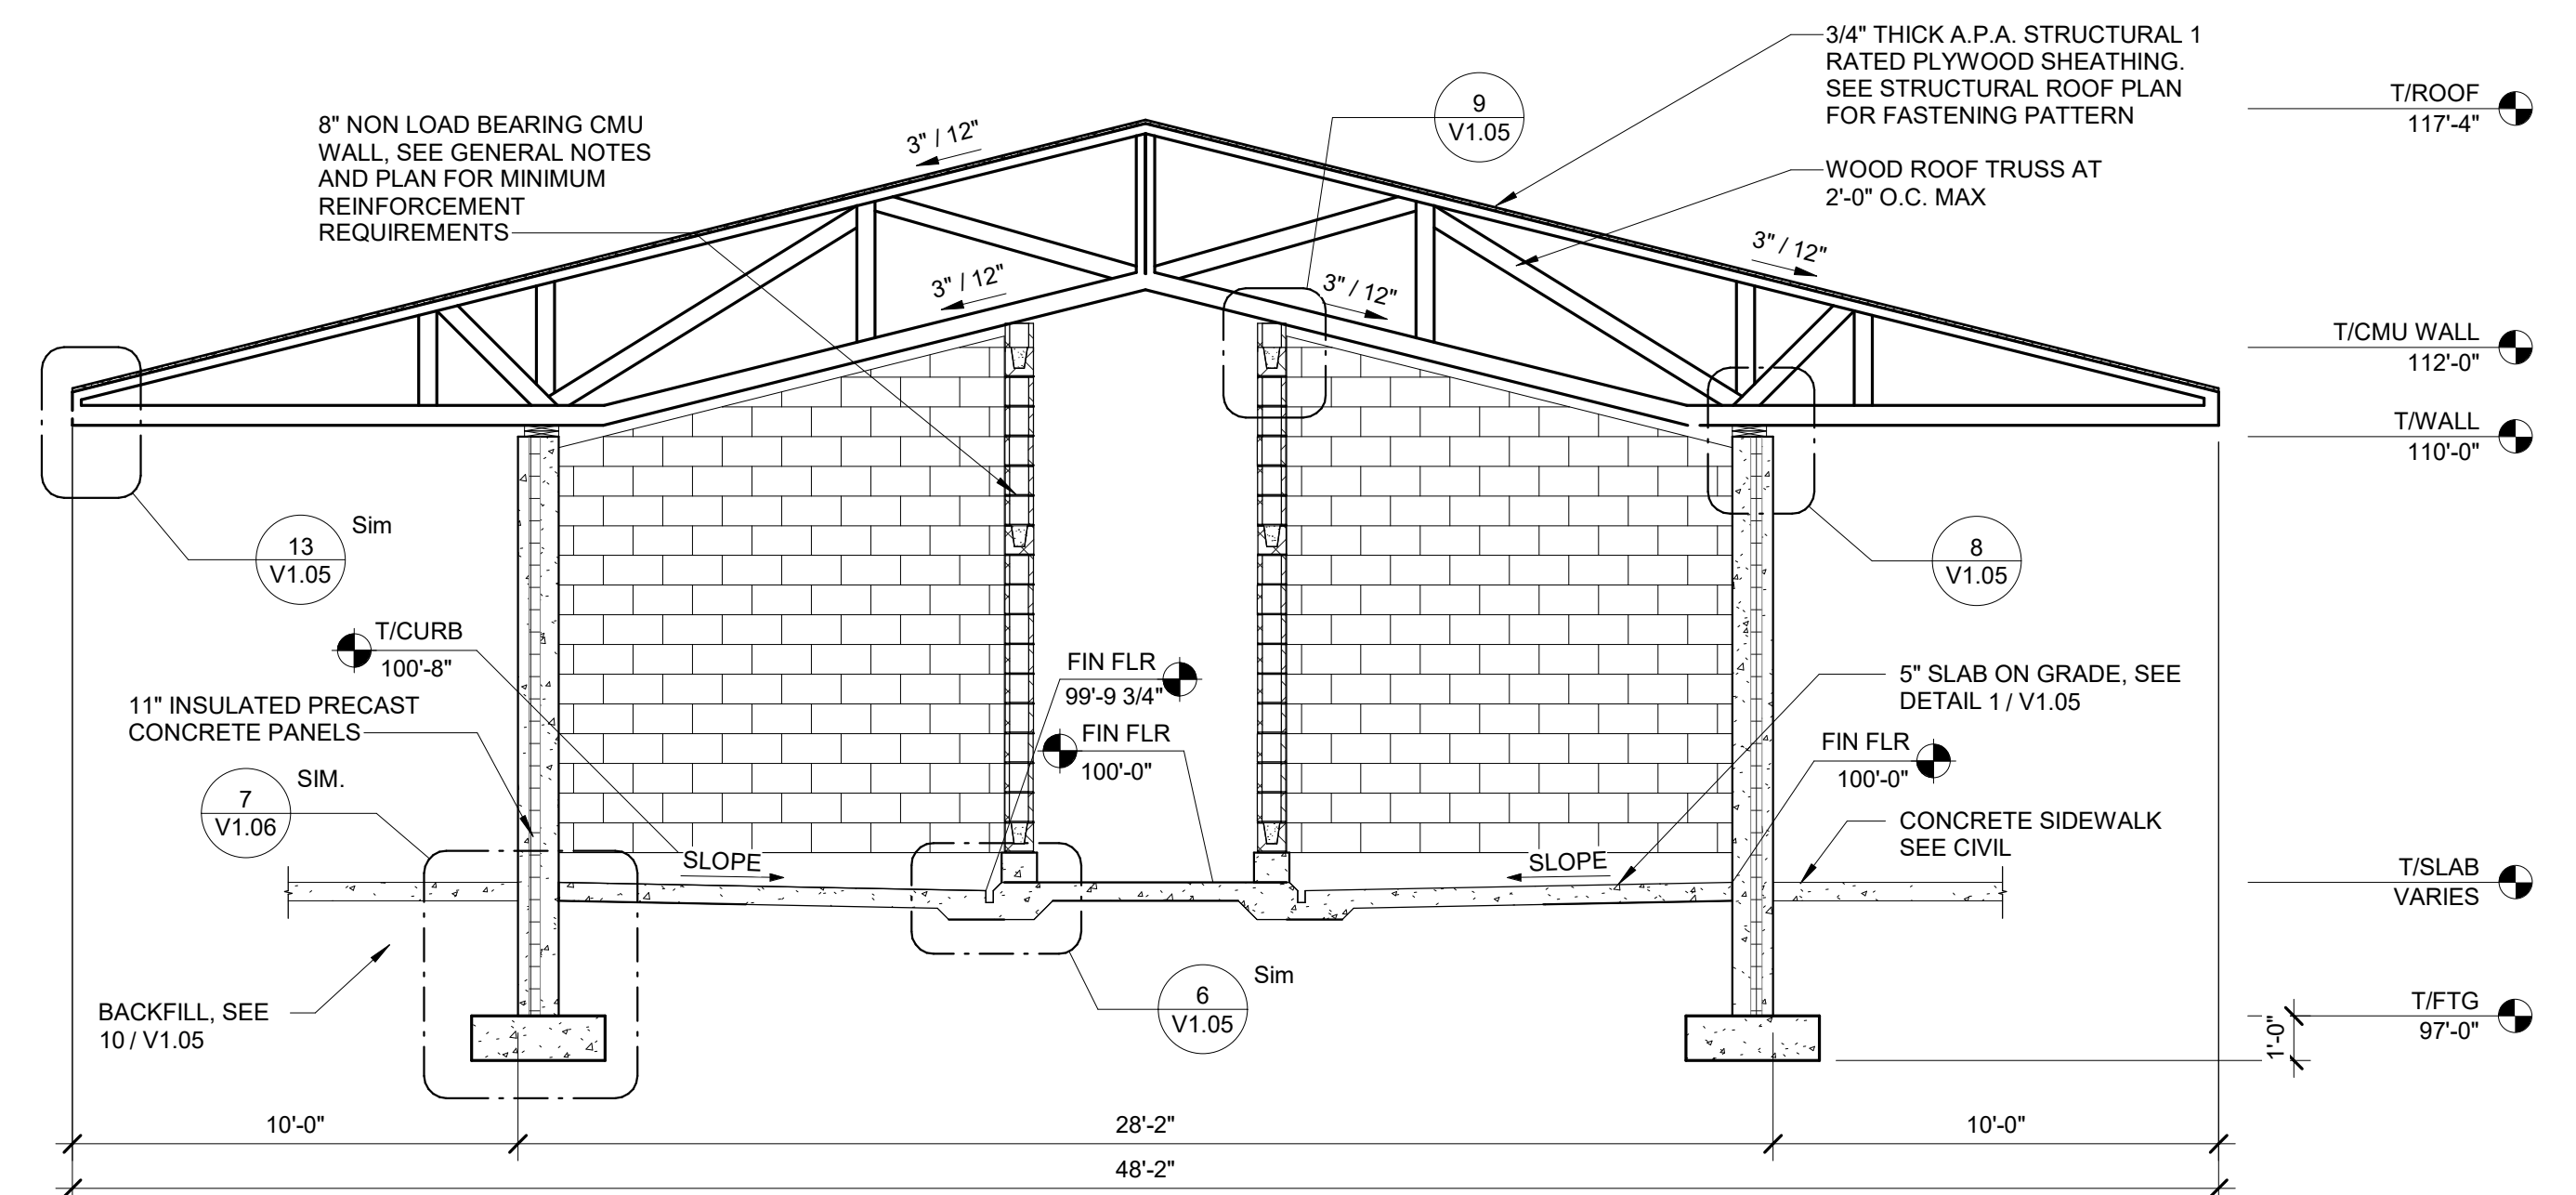 3/4" THICK A.P.A. STRUCTURAL 1
RATED PLYWOOD SHEATHING.
SEE STRUCTURAL ROOF PLAN
FOR FASTENING PATTERN
T/ROOF
117'-4"
9
V1.05
8" NON LOAD BEARING CMU
WALL, SEE GENERAL NOTES
AND PLAN FOR MINIMUM
REINFORCEMENT
REQUIREMENTS
3" / 12"
WOOD ROOF TRUSS AT
2'-0" O.C. MAX
3" / 12"
3" / 12"
3" / 12"
T/CMU WALL
112'-0"
T/WALL
110'-0"
13
V1.05
Sim
8
V1.05
T/CURB
100'-8"
FIN FLR
99'-9 3/4"
5" SLAB ON GRADE, SEE
DETAIL 1 / V1.05
11" INSULATED PRECAST
CONCRETE PANELS
FIN FLR
100'-0"
FIN FLR
100'-0"
7
V1.06
SIM.
CONCRETE SIDEWALK
SEE CIVIL
SLOPE
SLOPE
T/SLAB
VARIES
6
V1.05
Sim
BACKFILL, SEE
10 / V1.05
T/FTG
97'-0"
1'-0"
10'-0"
28'-2"
10'-0"
48'-2"